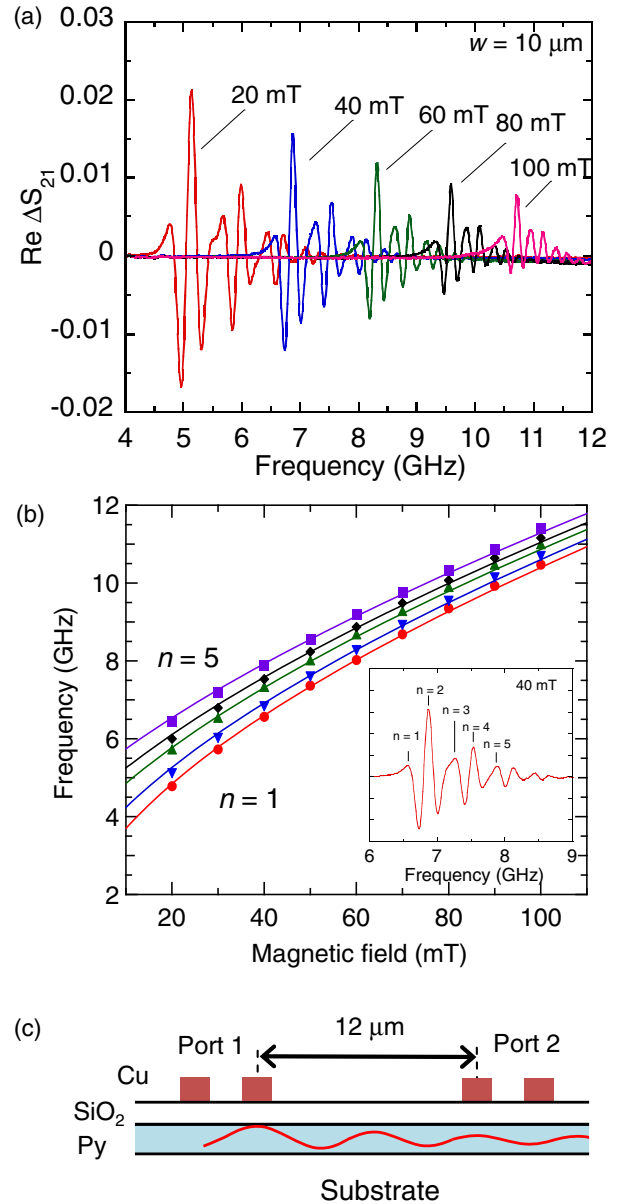 (a)
w = 10 μm
20 mT
40 mT
60 mT
80 mT
100 mT
0.03
0.02
0.01
0
-0.01
-0.02
Re ΔS21
4 5 6 7 8 9 10 11 12
Frequency (GHz)
(b)
12
10
8
6
4
2
Frequency (GHz)
n = 5
n = 1
40 mT
n = 2
n = 3
n = 4
n = 1
n = 5
6 7 8 9
Frequency (GHz)
20 40 60 80 100
Magnetic field (mT)
(c)
12 μm
Port 1 Port 2
Cu
SiO2
Py
Substrate